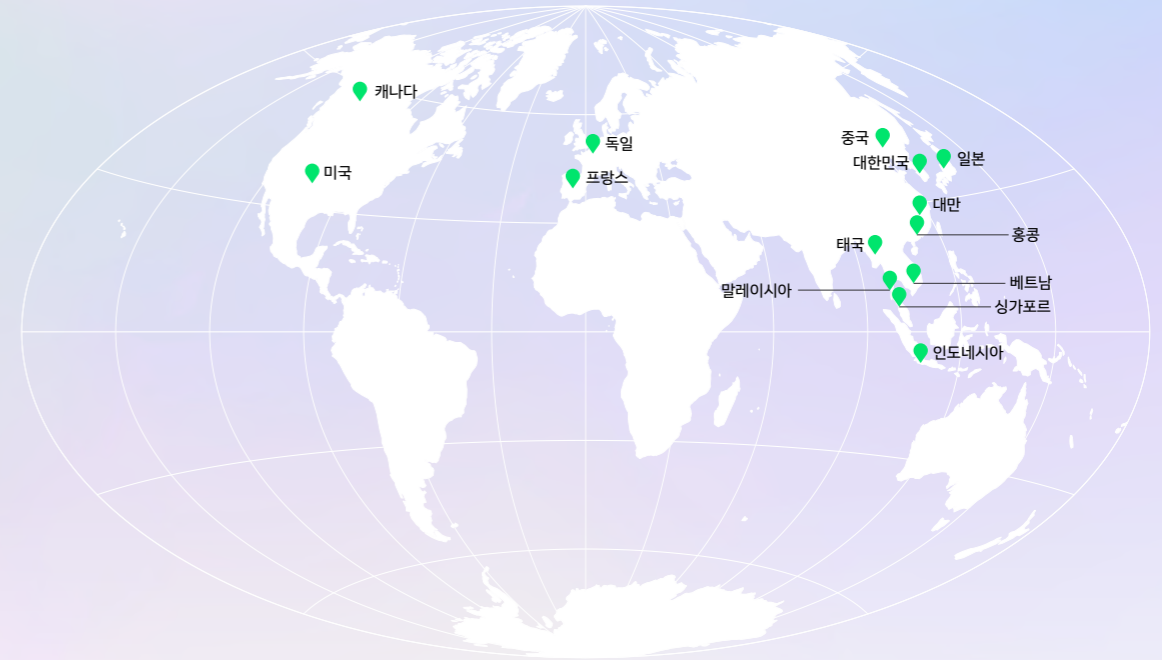 캐나다
중국
독일
일본
대한민국
미국
프랑스
대만
홍콩
태국
베트남
말레이시아
싱가포르
인도네시아